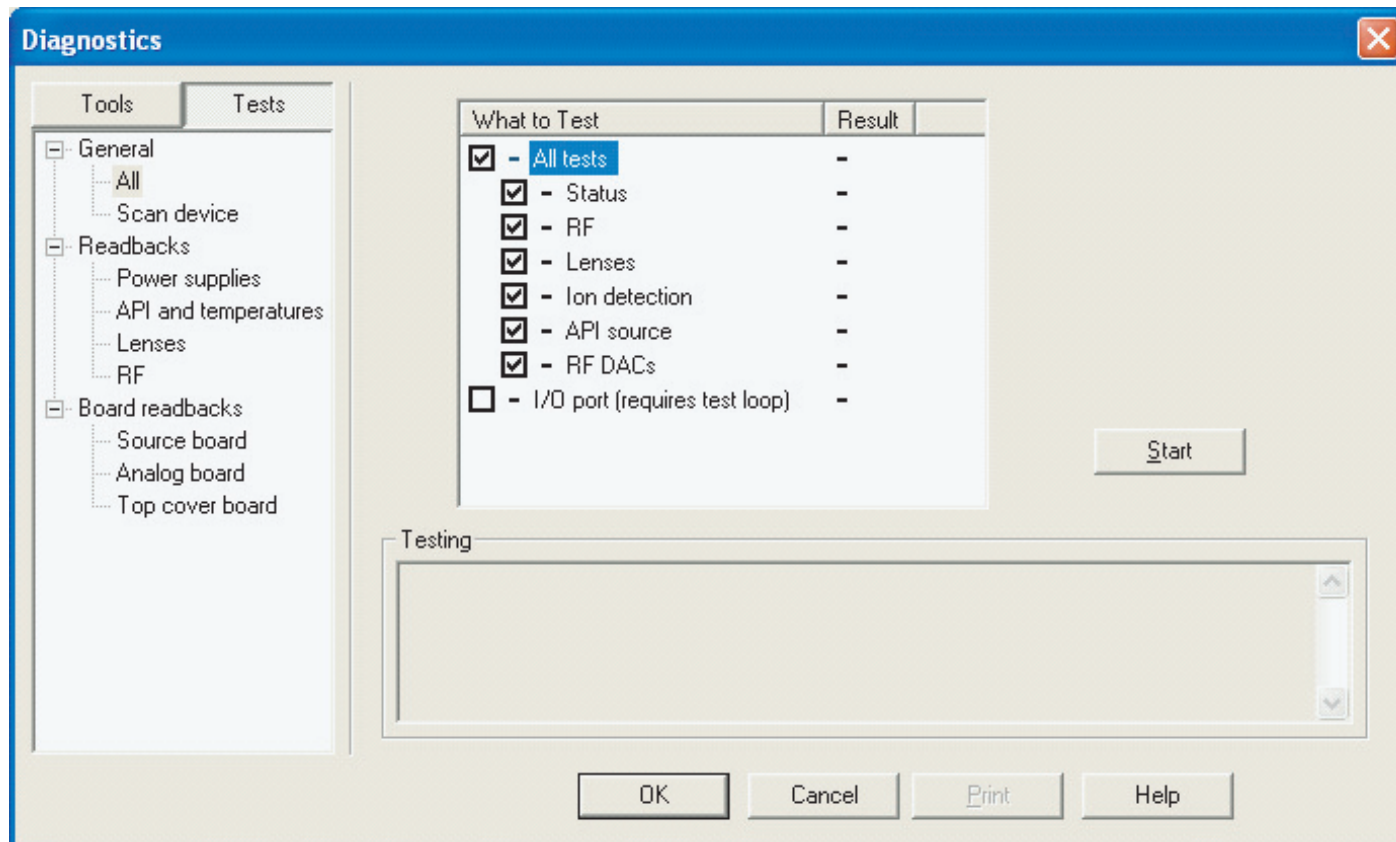 Diagnostics
Tools Tests
General
All
Scan device
Readbacks
Power supplies
API and temperatures
Lenses
RF
Board readbacks
Source board
Analog board
Top cover board
What to Test Result
- All tests -
- Status -
- RF -
- Lenses -
- Ion detection -
- API source -
- RF DACs -
- I/O port (requires test loop) -
Start
Testing
OK Cancel Print Help